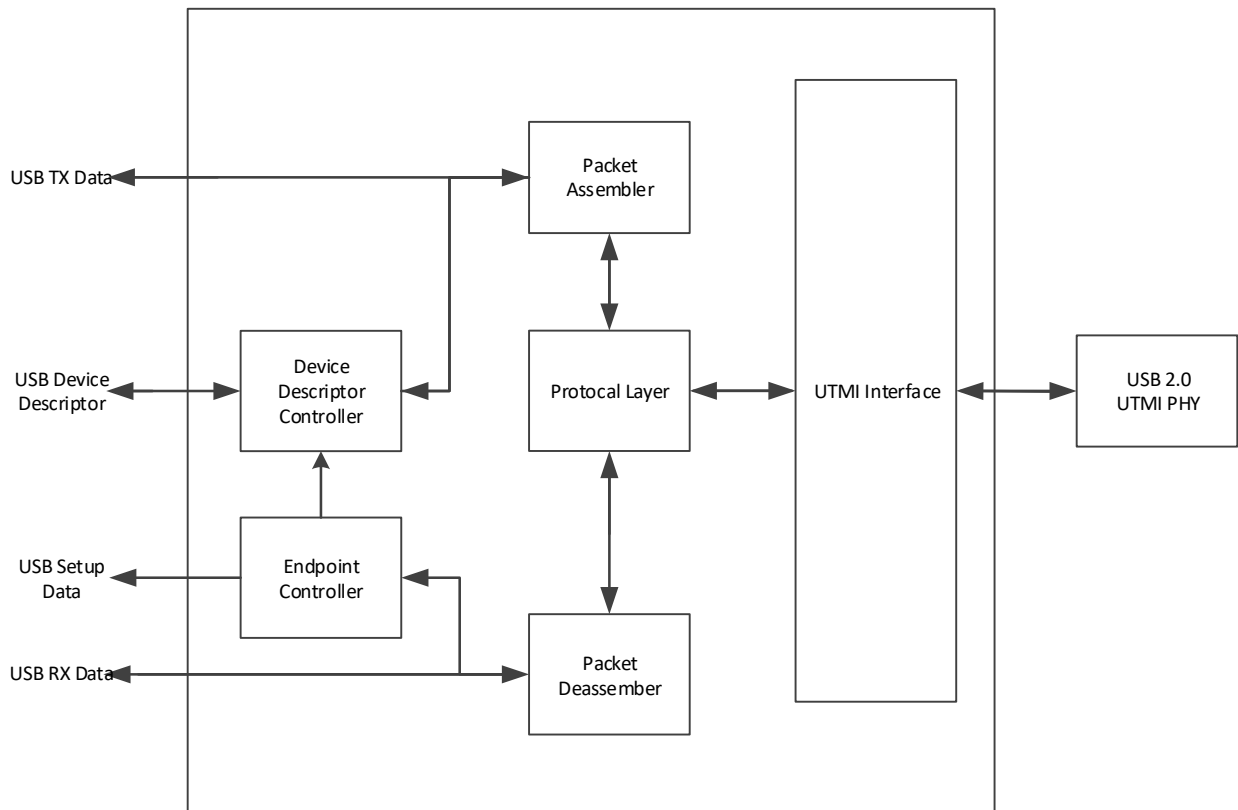 USB TX Data
Packet
Assembler
USB Device
Descriptor
Device
Descriptor
Controller
Protocal Layer
UTMI Interface
USB 2.0
UTMI PHY
USB Setup
Data
Endpoint
Controller
USB RX Data
Packet
Deassember